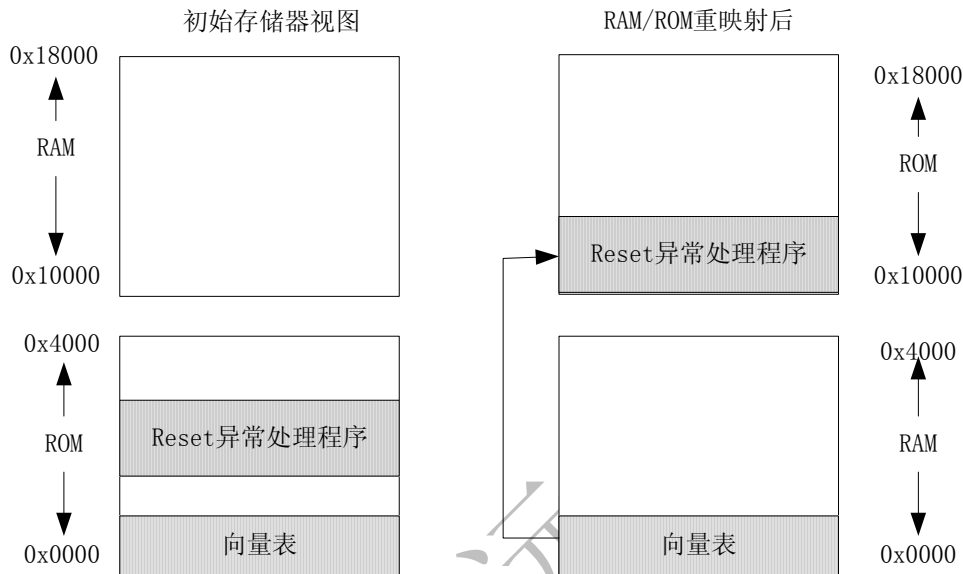 初始存储器视图
0x18000
RAM
0x10000
0x4000
ROM
0x0000
Reset异常处理程序
向量表
RAM/ROM重映射后
0x18000
ROM
0x10000
Reset异常处理程序
0x4000
RAM
0x0000
向量表